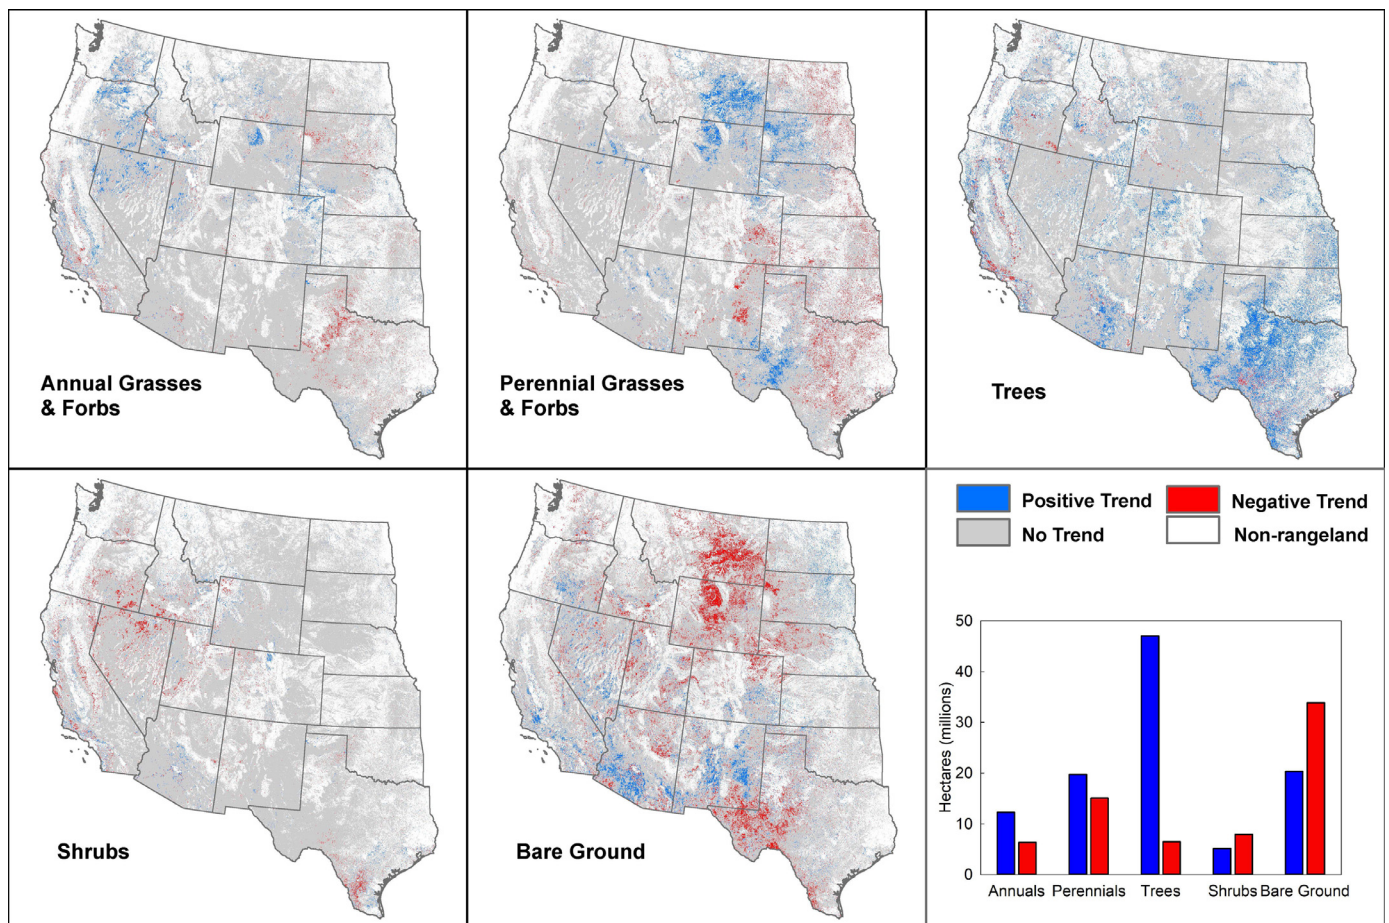 Annual Grasses
& Forbs
Perennial Grasses
& Forbs
Trees
Shrubs
Bare Ground
Positive Trend
Negative Trend
No Trend
Non-rangeland
Hectares (millions)
50
40
30
20
10
0
Annuals
Perennials
Trees
Shrubs
Bare Ground